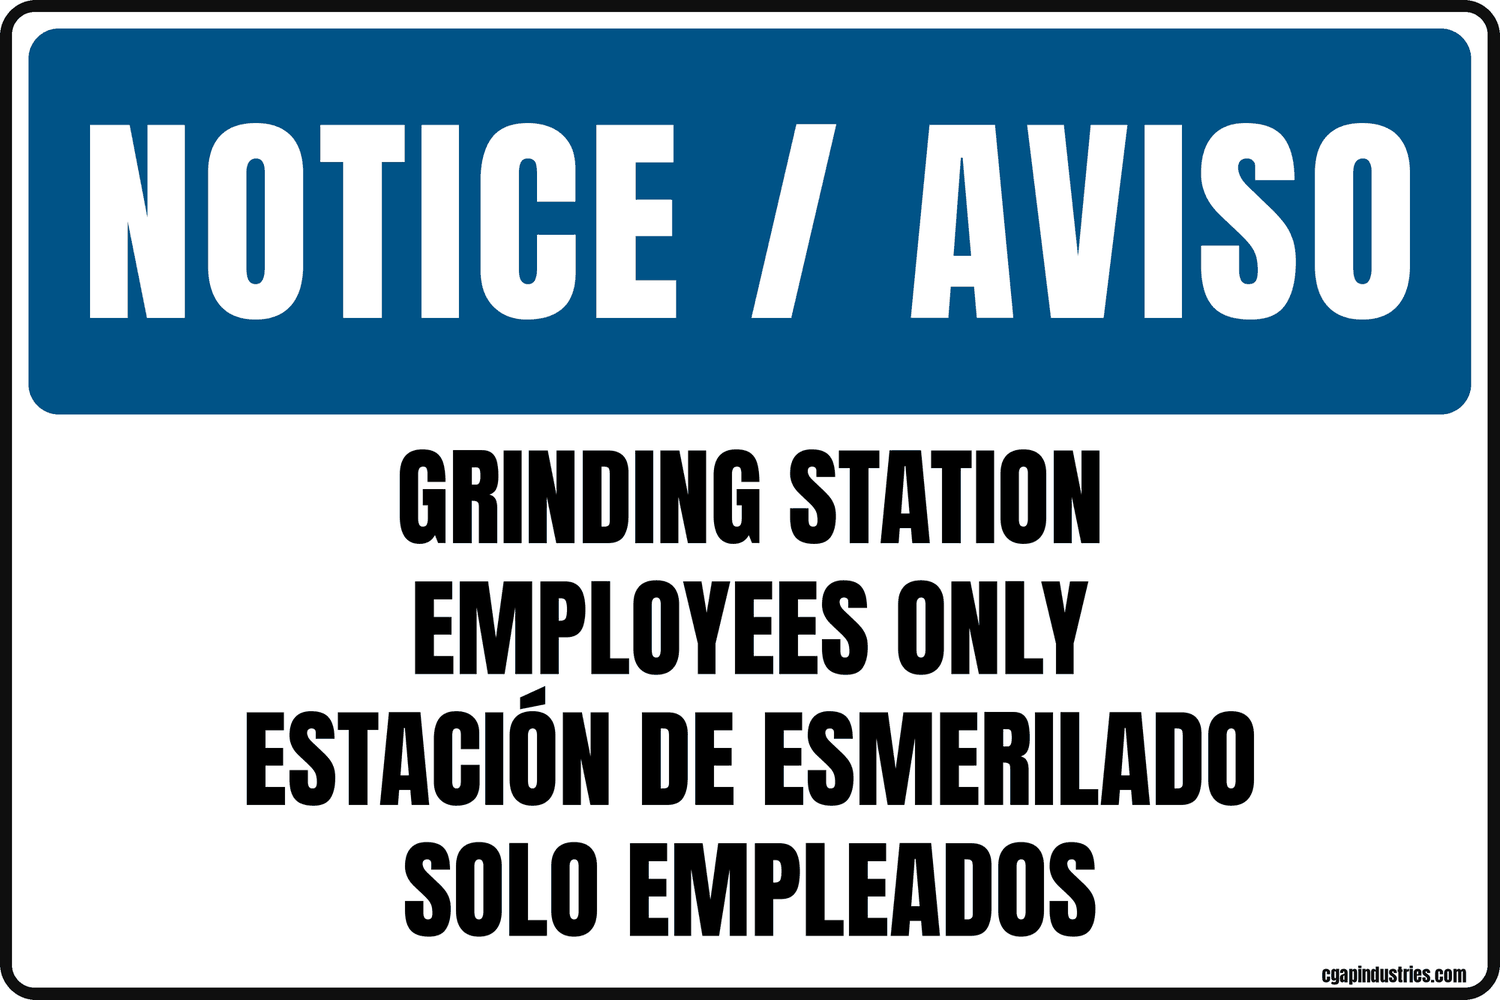 NOTICE / AVISO
GRINDING STATION
EMPLOYEES ONLY
ESTACIÓN DE ESMERILADO
SOLO EMPLEADOS
cgapindustries.com